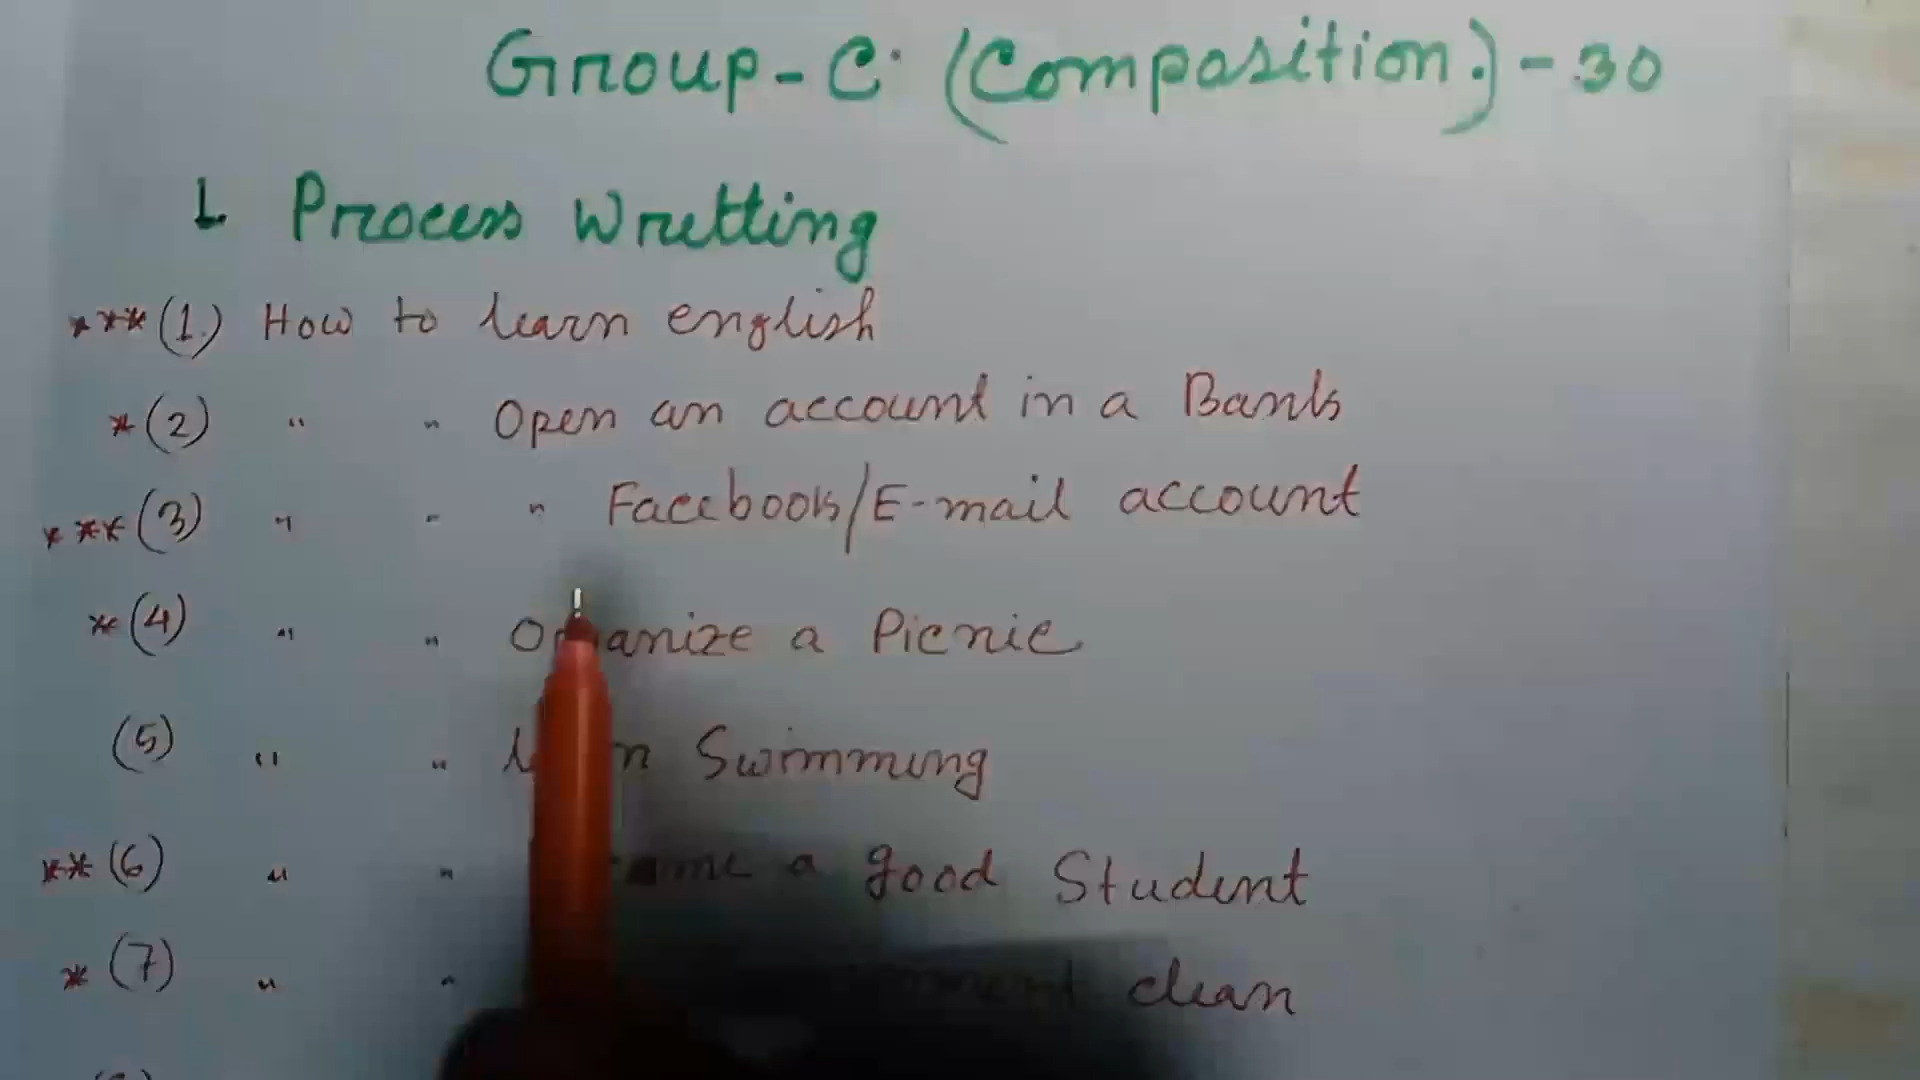 Group-C. (Composition.) - 30
1. Process Writting
***(1.) How to learn english
*(2) " " Open an account in a Bank
***(3) " " " Facebook/E-mail account
*(4) " " a Picnic
(5) " " Swimming
**(6) " " a good Student
*(7) " " clean